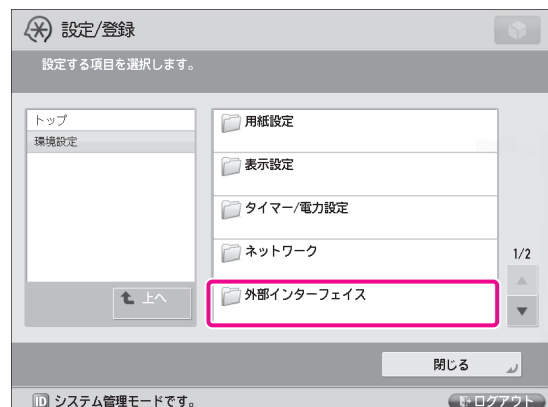 設定/登録
設定する項目を選択します。
トップ
環境設定
上へ
用紙設定
表示設定
タイマー/電力設定
ネットワーク
外部インターフェイス
1/2
閉じる
ID システム管理モードです。
ログアウト